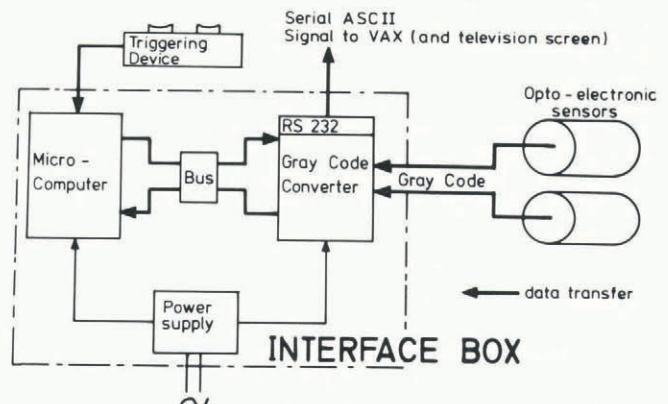 Serial ASCII
Signal to VAX (and television screen)
Triggering
Device
Opto-electronic
sensors
RS 232
Micro-
Computer
Bus
Gray Code
Converter
Gray Code
data transfer
Power
supply
INTERFACE BOX